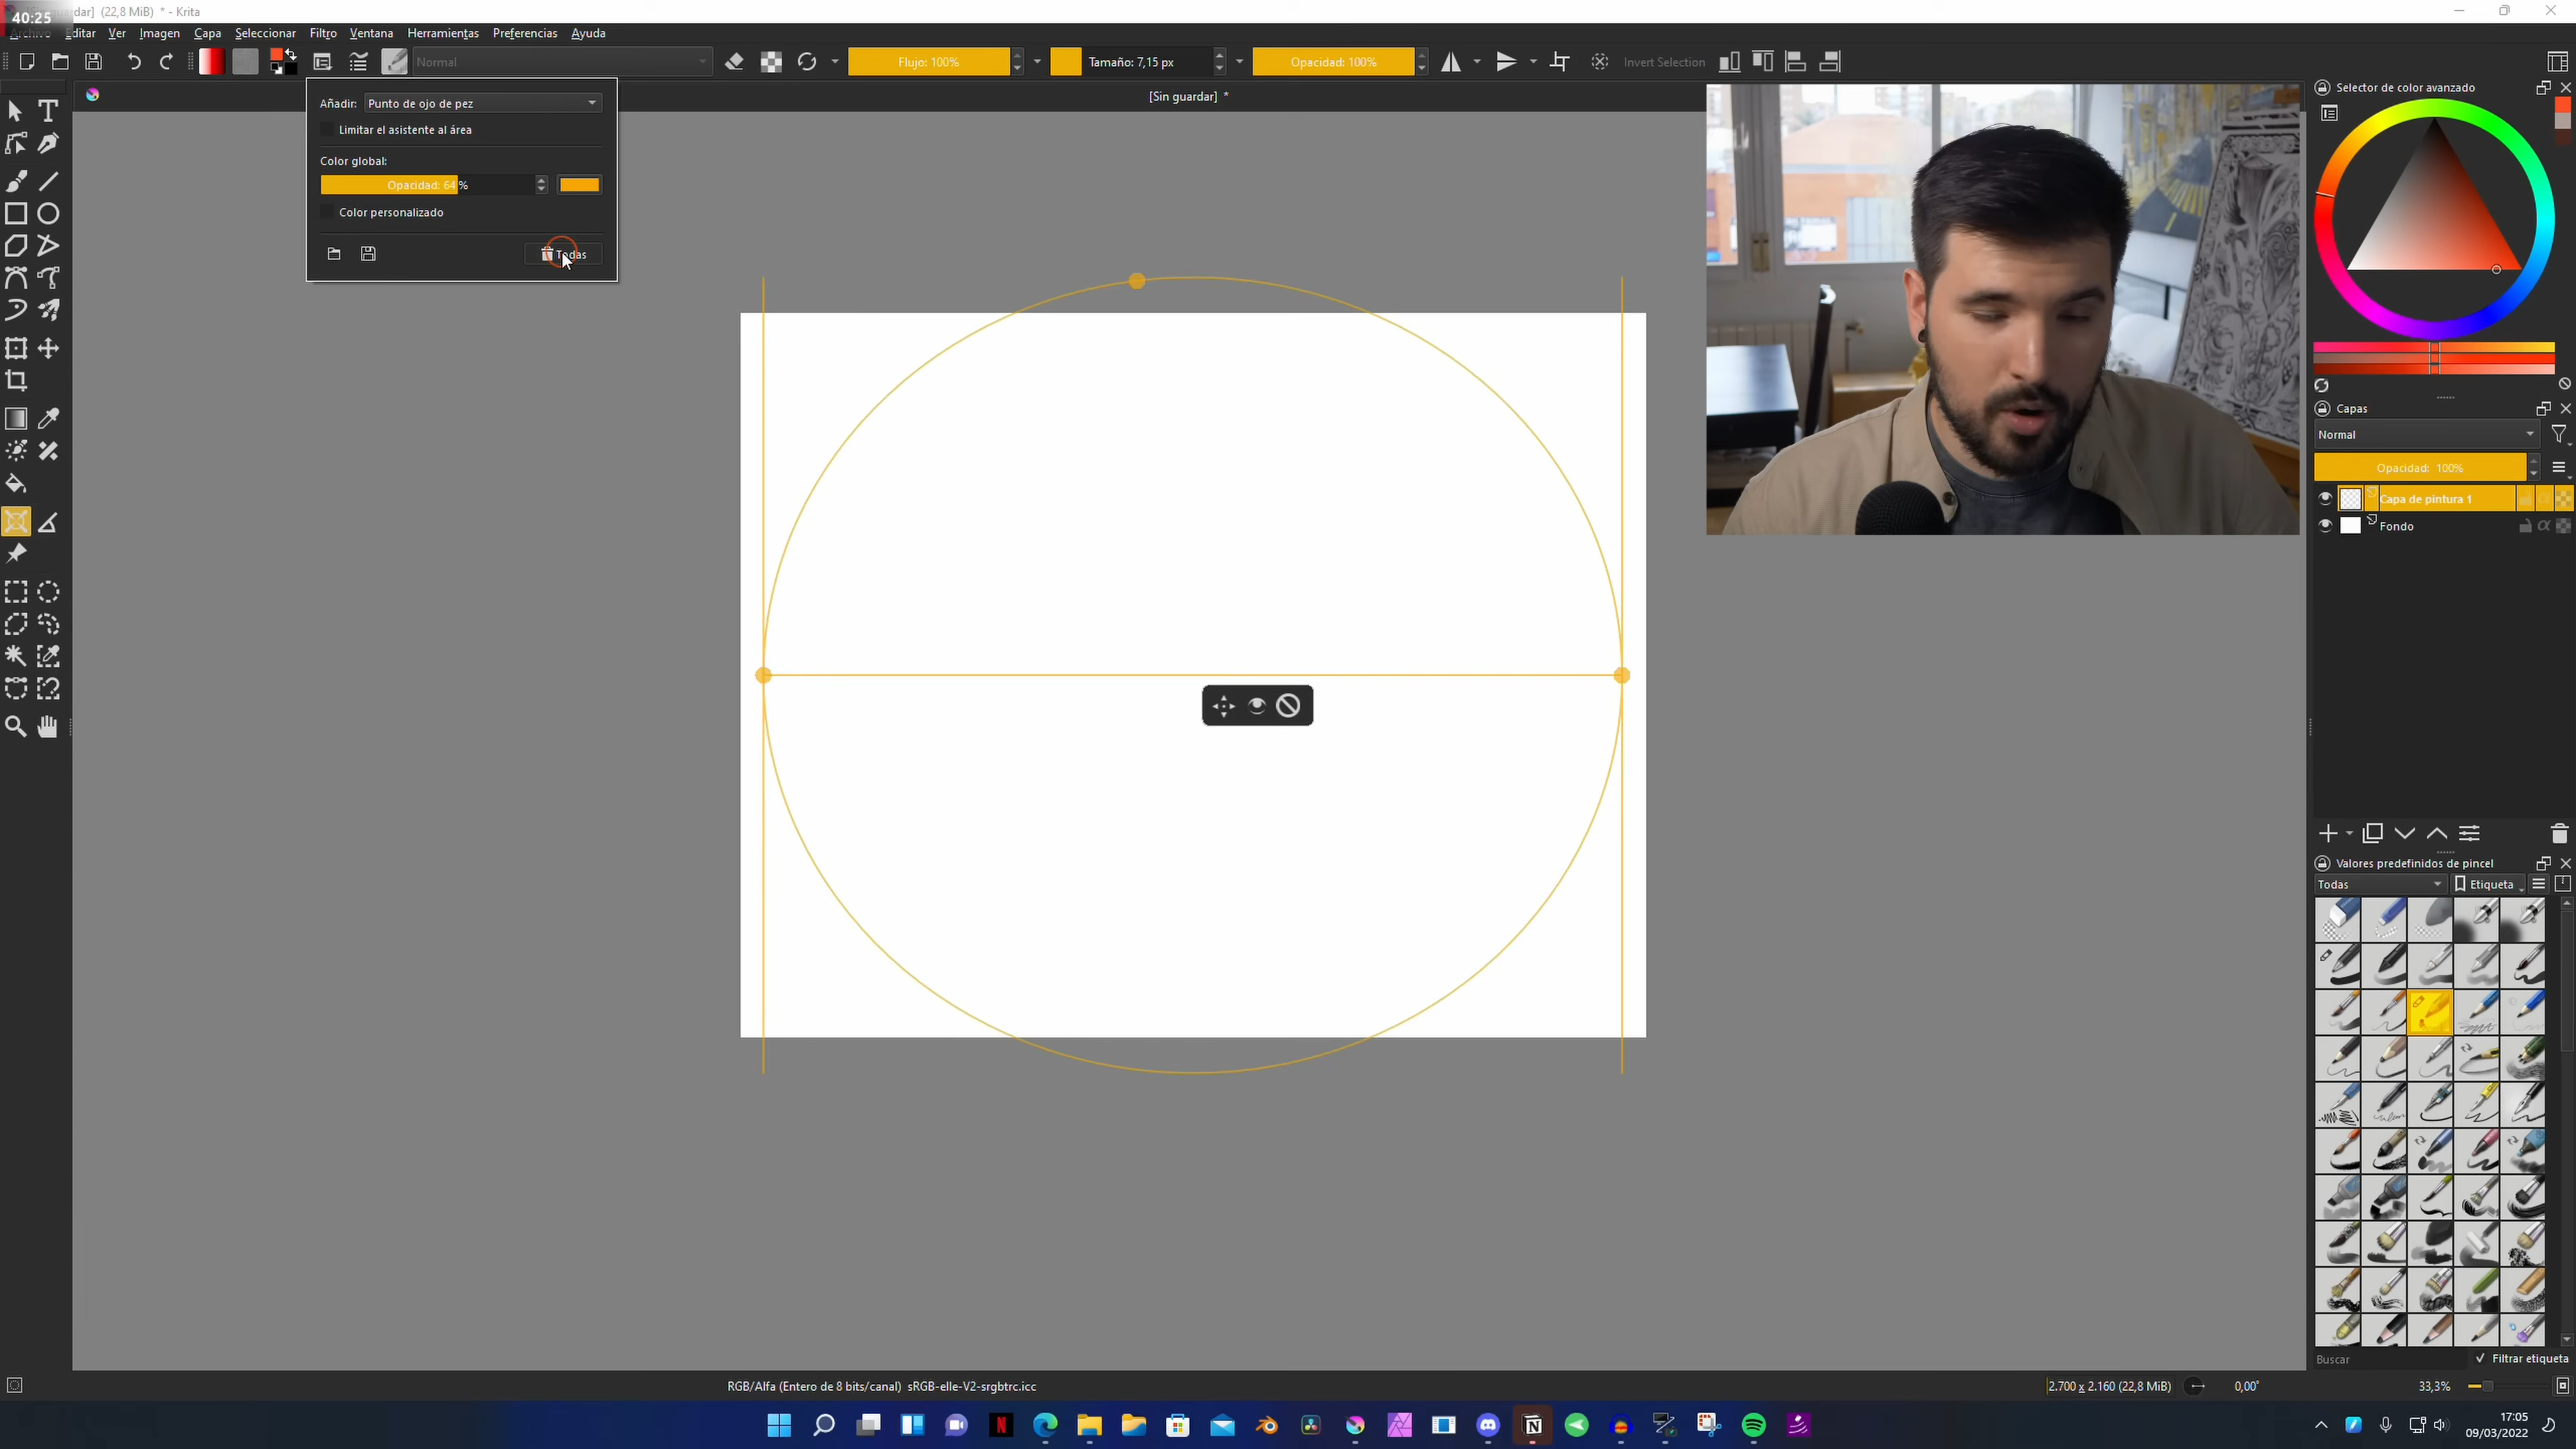 40:25
dar] (22,8 MiB) * - Krita
Archivo Editar Ver Imagen Capa Seleccionar Filtro Ventana Herramientas Preferencias Ayuda
Normal
Flujo: 100%
Tamaño: 7,15 px
Opacidad: 100%
Invert Selection
[Sin guardar] *
Añadir: Punto de ojo de pez
Limitar el asistente al área
Color global:
Opacidad: 64%
Color personalizado
Todas
Selector de color avanzado
Capas
Normal
Opacidad: 100%
Capa de pintura 1
Fondo
Valores predefinidos de pincel
Todas
Etiqueta
Buscar
Filtrar etiqueta
RGB/Alfa (Entero de 8 bits/canal) sRGB-elle-V2-srgbtrc.icc
2.700 x 2.160 (22,8 MiB)
0,00°
33,3%
17:05
09/03/2022